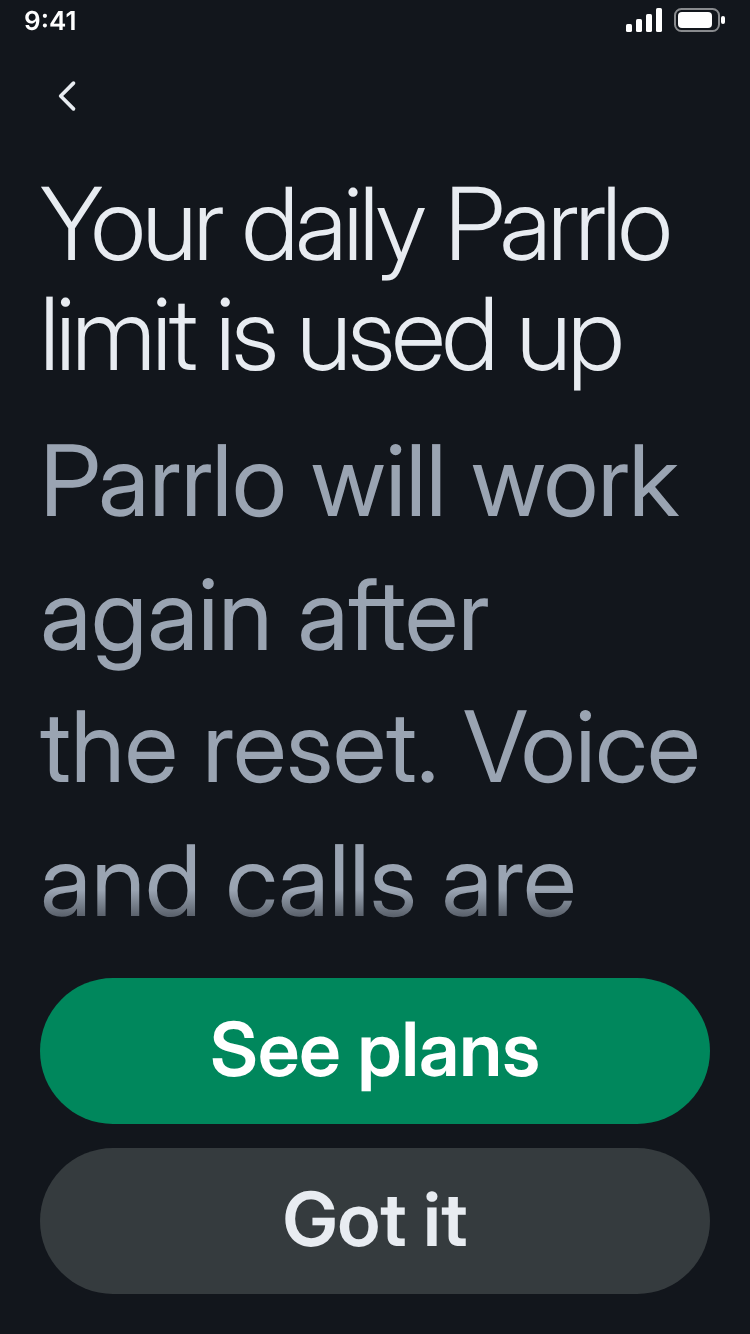 9:41
Your daily Parrlo
limit is used up
Parrlo will work
again after
the reset. Voice
and calls are
See plans
Got it